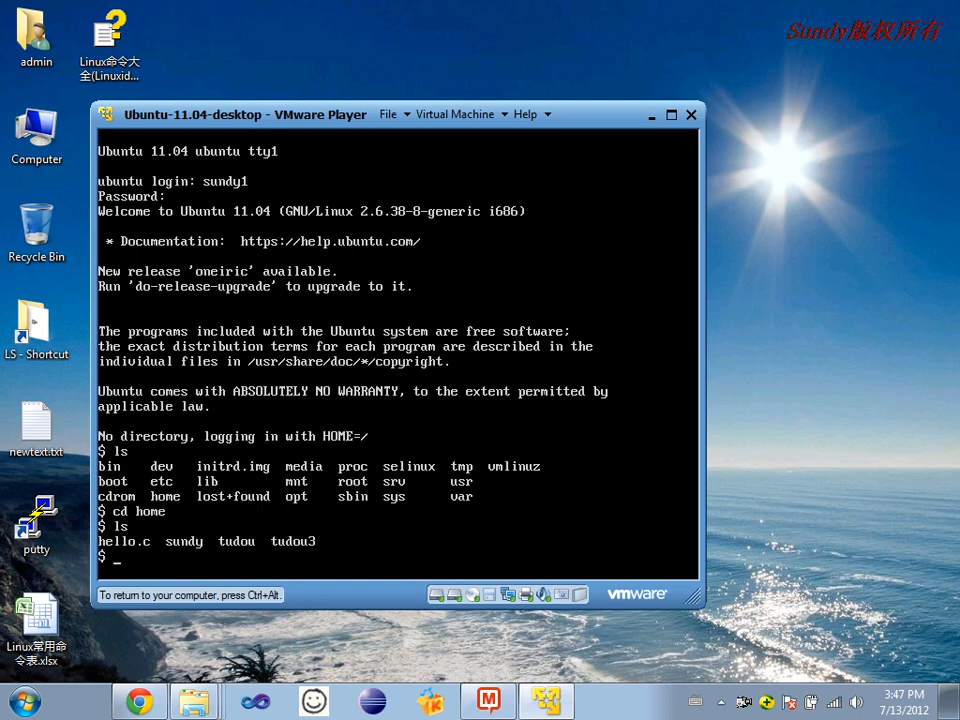 Sundy版权所有
admin
Linux命令大
全(Linuxid...
Computer
Recycle Bin
LS - Shortcut
newtext.txt
putty
Linux常用命
令表.xlsx
Ubuntu-11.04-desktop - VMware Player File Virtual Machine Help
Ubuntu 11.04 ubuntu tty1
ubuntu login: sundy1
Password:
Welcome to Ubuntu 11.04 (GNU/Linux 2.6.38-8-generic i686)
* Documentation: https://help.ubuntu.com/
New release 'oneiric' available.
Run 'do-release-upgrade' to upgrade to it.
The programs included with the Ubuntu system are free software;
the exact distribution terms for each program are described in the
individual files in /usr/share/doc/*/copyright.
Ubuntu comes with ABSOLUTELY NO WARRANTY, to the extent permitted by
applicable law.
No directory, logging in with HOME=/
$ ls
bin dev initrd.img media proc selinux tmp vmlinuz
boot etc lib mnt root srv usr
cdrom home lost+found opt sbin sys var
$ cd home
$ ls
hello.c sundy tudou tudou3
$ _
To return to your computer, press Ctrl+Alt.
vmware
3:47 PM
7/13/2012